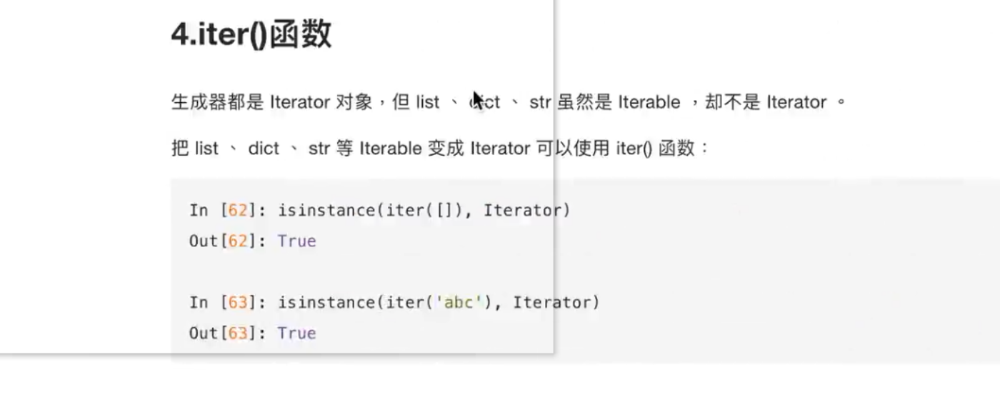 4.iter()函数
生成器都是 Iterator 对象，但 list 、 dict 、 str 虽然是 Iterable ，却不是 Iterator 。
把 list 、 dict 、 str 等 Iterable 变成 Iterator 可以使用 iter() 函数：
In [62]: isinstance(iter([]), Iterator)
Out[62]: True
In [63]: isinstance(iter('abc'), Iterator)
Out[63]: True